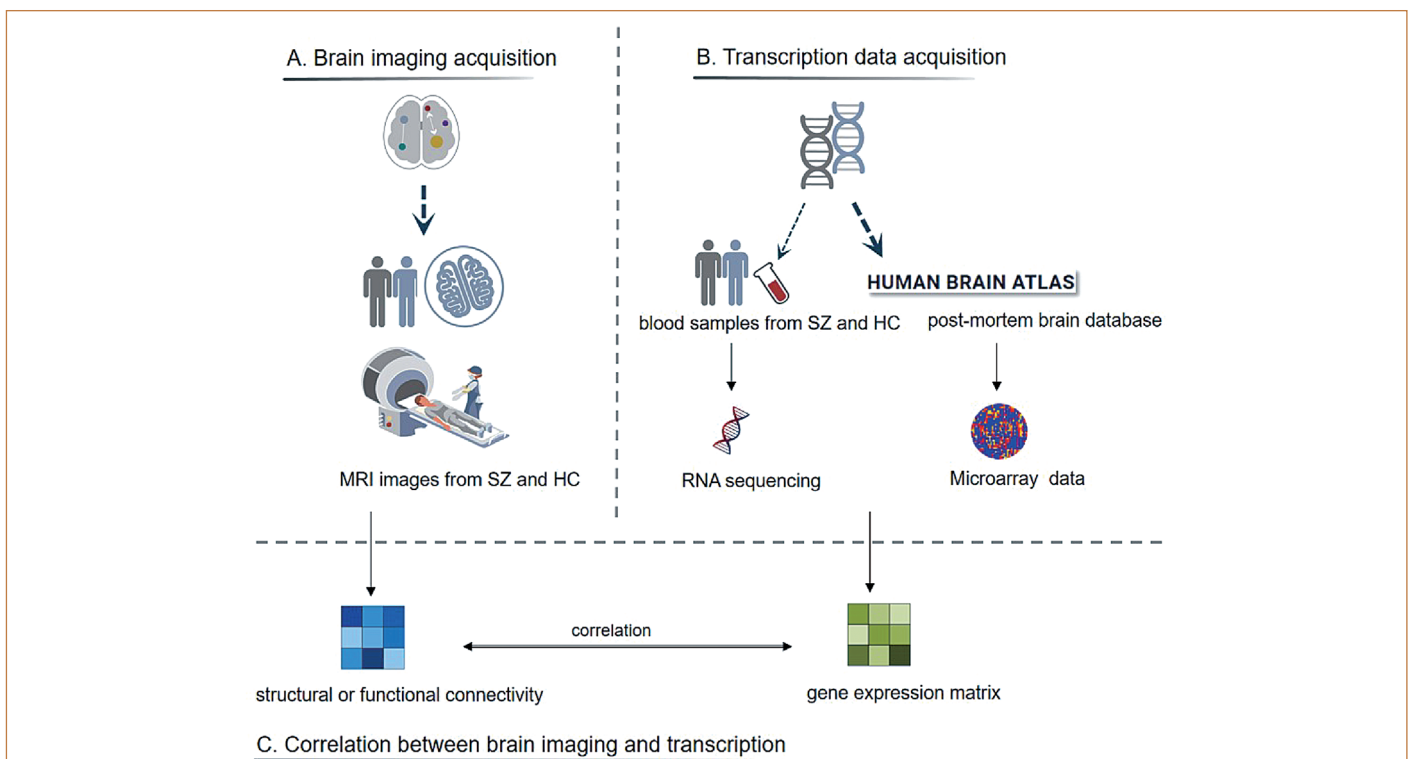 A. Brain imaging acquisition
MRI images from SZ and HC
B. Transcription data acquisition
HUMAN BRAIN ATLAS
blood samples from SZ and HC
post-mortem brain database
RNA sequencing
Microarray data
correlation
structural or functional connectivity
gene expression matrix
C. Correlation between brain imaging and transcription